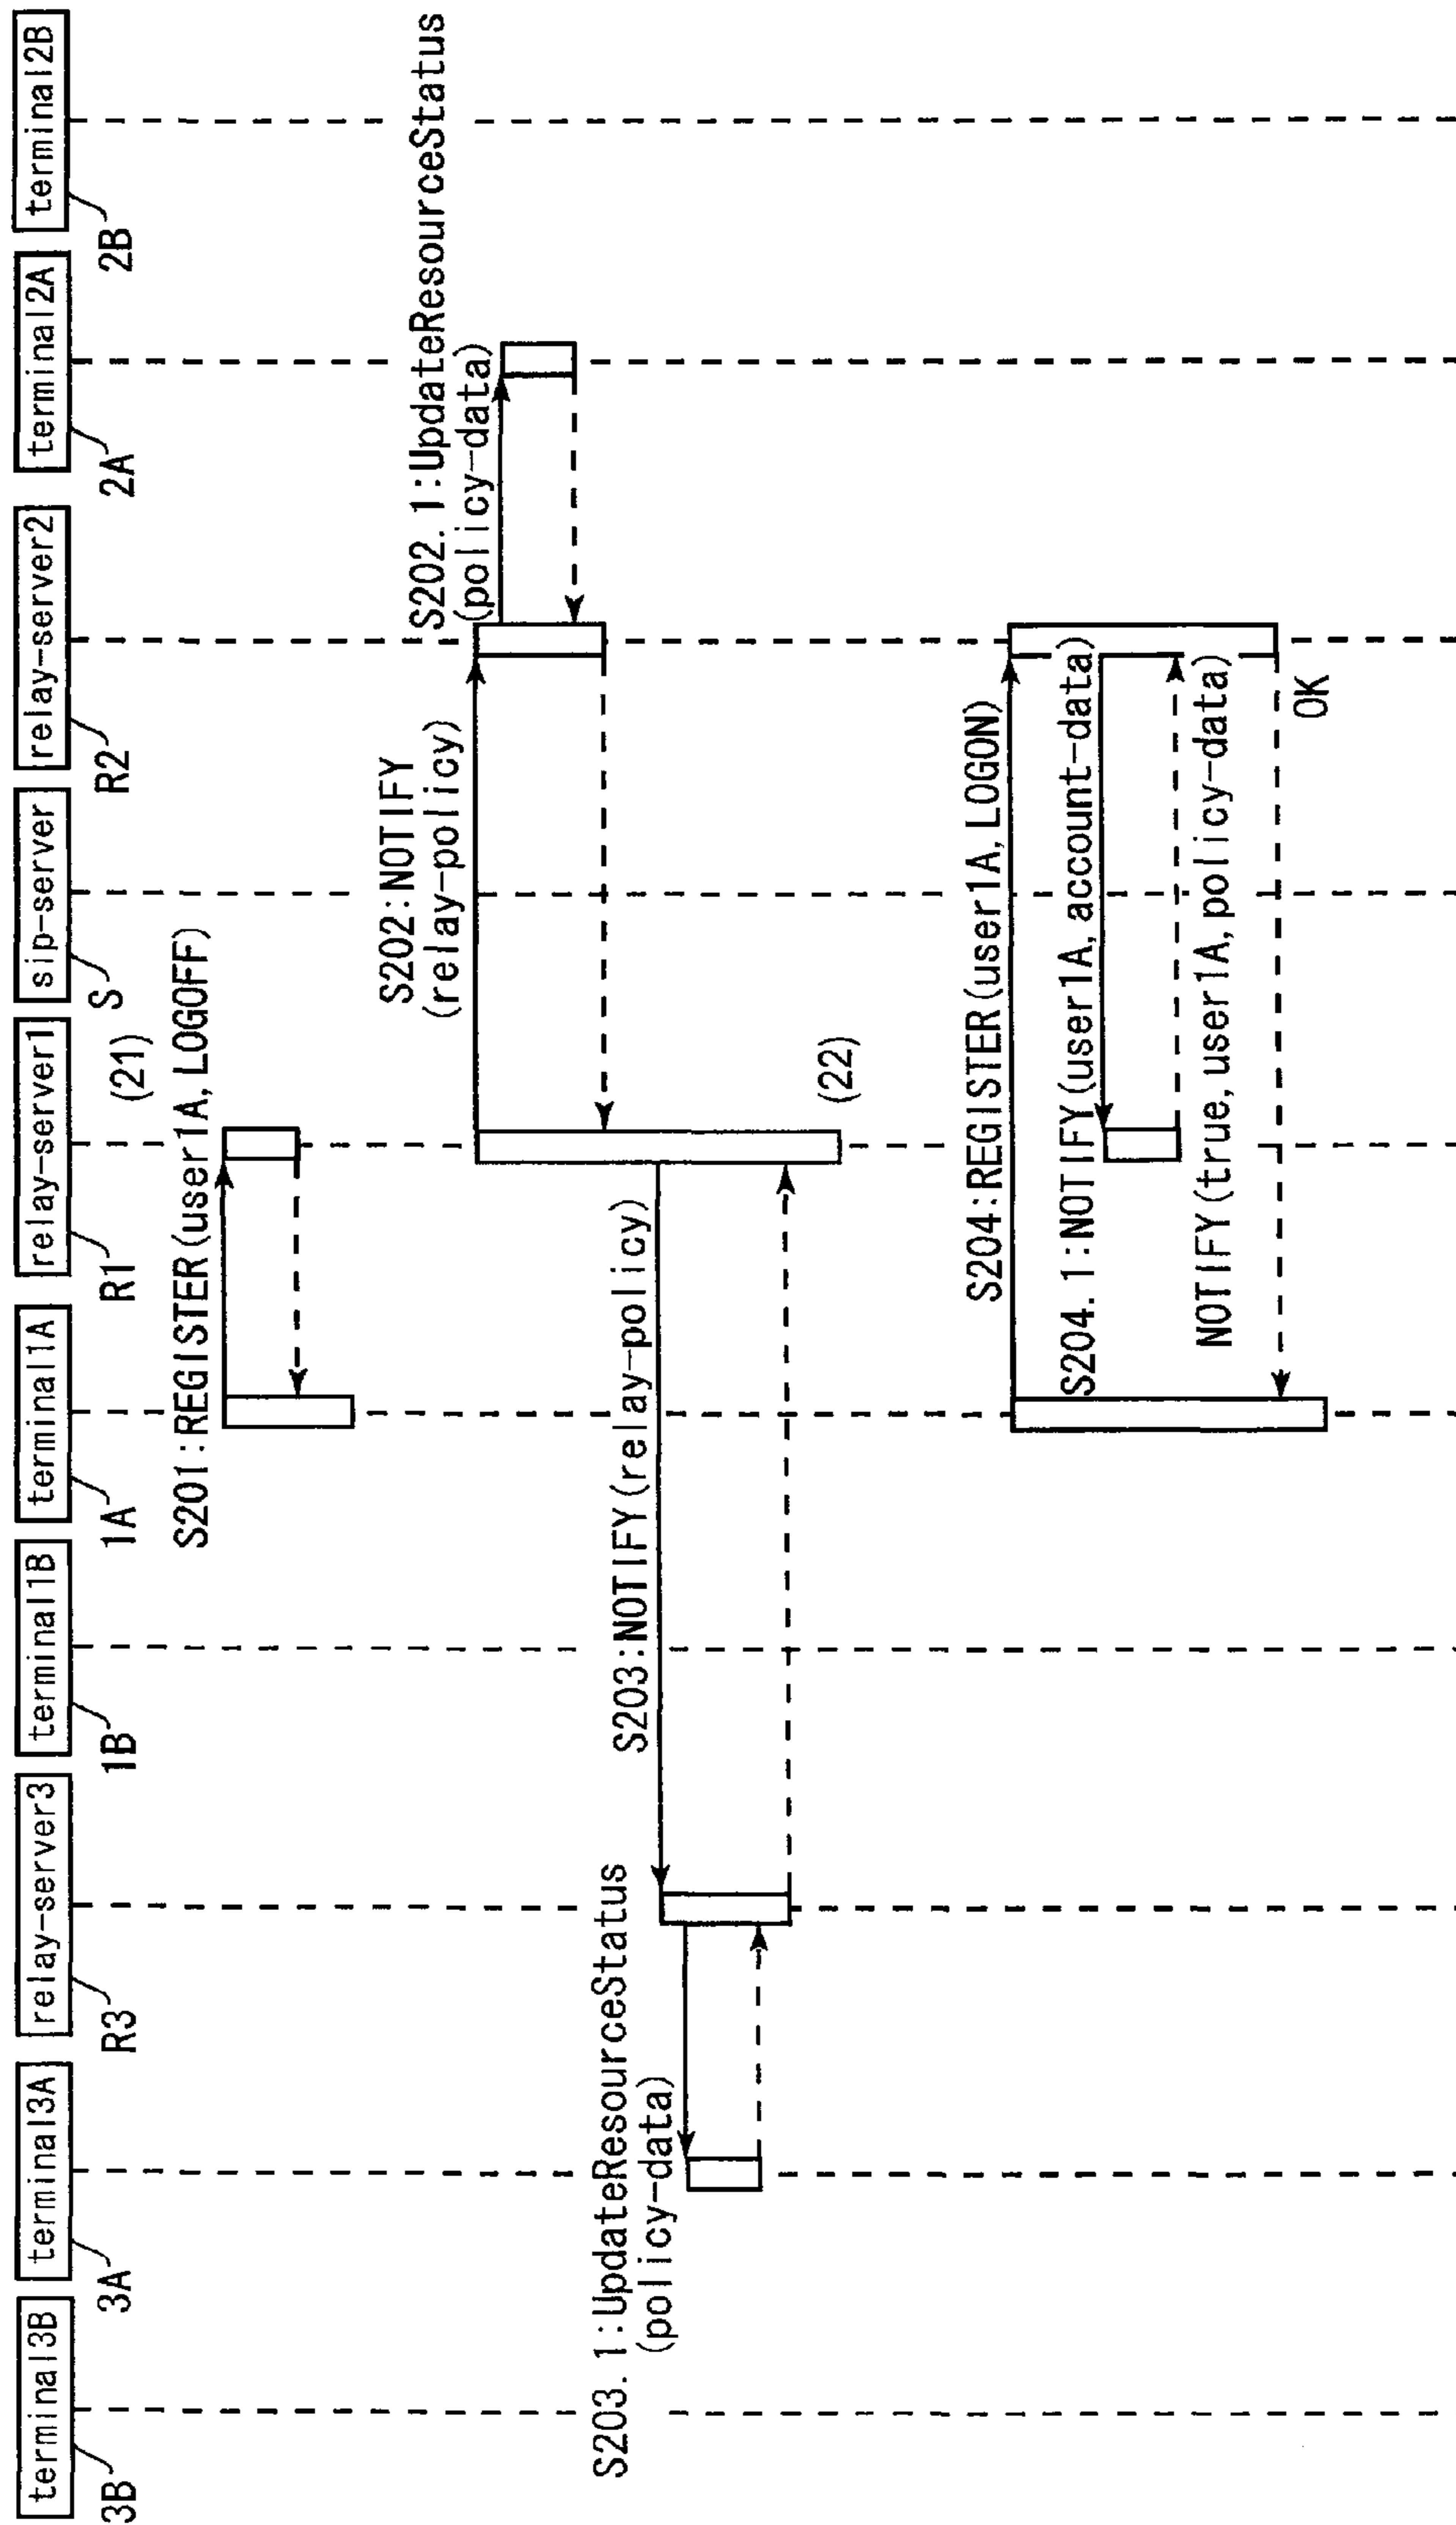 terminal3B
terminal3A
relay-server3
terminal1B
terminal1A
relay-server1
sip-server
relay-server2
terminal2A
terminal2B
3B
3A
R3
1B
1A
R1
S
R2
2A
2B
(21)
S201:REGISTER(user1A, LOGOFF)
S202:NOTIFY
(relay-policy)
S202. 1:UpdateResourceStatus
(policy-data)
S203:NOTIFY(relay-policy)
S203. 1:UpdateResourceStatus
(policy-data)
(22)
S204:REGISTER(user1A, LOGON)
S204. 1:NOTIFY(user1A, account-data)
NOTIFY(true, user1A, policy-data)
OK